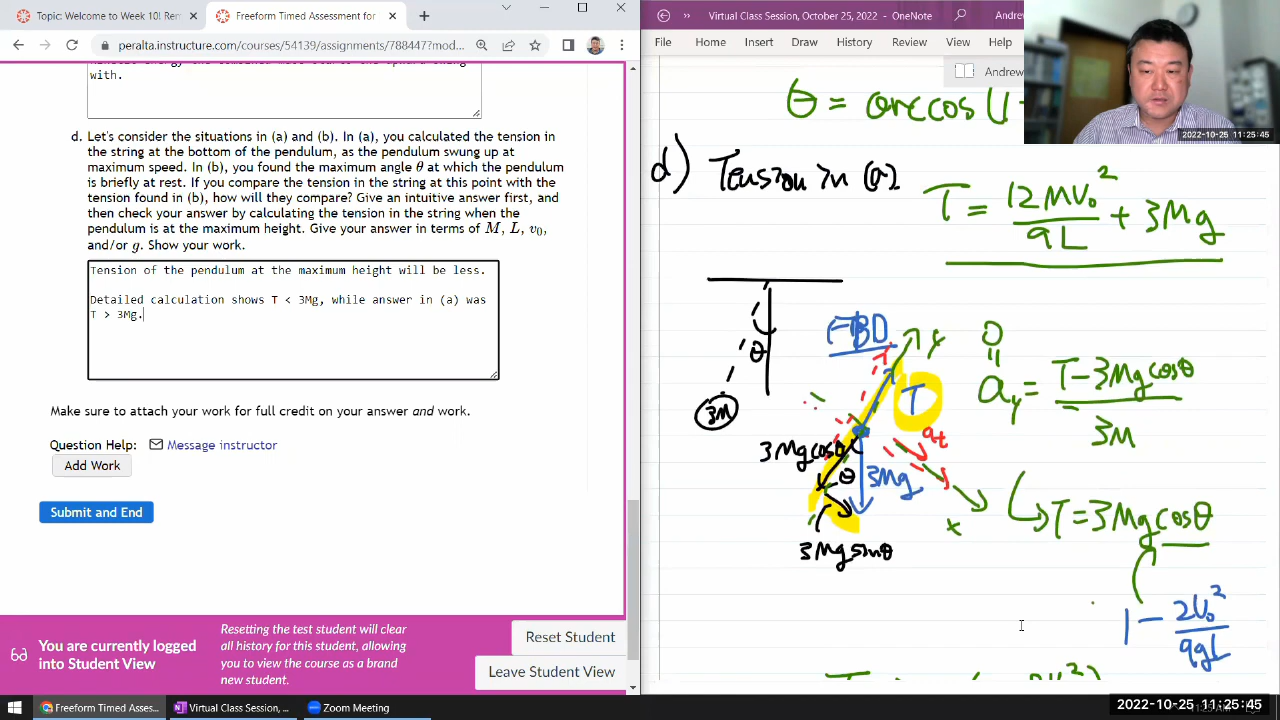 Topic: Welcome to Week 10! Rem
Freeform Timed Assessment for
peralta.instructure.com/courses/54139/assignments/788447?mod...
with.
d. Let's consider the situations in (a) and (b). In (a), you calculated the tension in
the string at the bottom of the pendulum, as the pendulum swung up at
maximum speed. In (b), you found the maximum angle θ at which the pendulum
is briefly at rest. If you compare the tension in the string at this point with the
tension found in (b), how will they compare? Give an intuitive answer first, and
then check your answer by calculating the tension in the string when the
pendulum is at the maximum height. Give your answer in terms of M, L, v₀,
and/or g. Show your work.
Tension of the pendulum at the maximum height will be less.
Detailed calculation shows T < 3Mg, while answer in (a) was
T > 3Mg.
Make sure to attach your work for full credit on your answer and work.
Question Help: Message instructor
Add Work
Submit and End
You are currently logged
into Student View
Resetting the test student will clear
all history for this student, allowing
you to view the course as a brand
new student.
Reset Student
Leave Student View
Virtual Class Session, October 25, 2022 – OneNote
Andrew
File Home Insert Draw History Review View Help
Andrew
2022-10-25 11:25:45
θ = arccos(1-
d) Tension in (a)
T = 12MV₀² / 9L + 3Mg
θ
3M
FBD
y
T
at
3Mgcosθ
θ
3Mg
x
3Mgsinθ
0
=
ay = T-3Mgcosθ / 3M
T=3Mgcosθ
1 - 2V₀² / 9gL
Freeform Timed Asses...
Virtual Class Session, ...
Zoom Meeting
2022-10-25 11:25:45